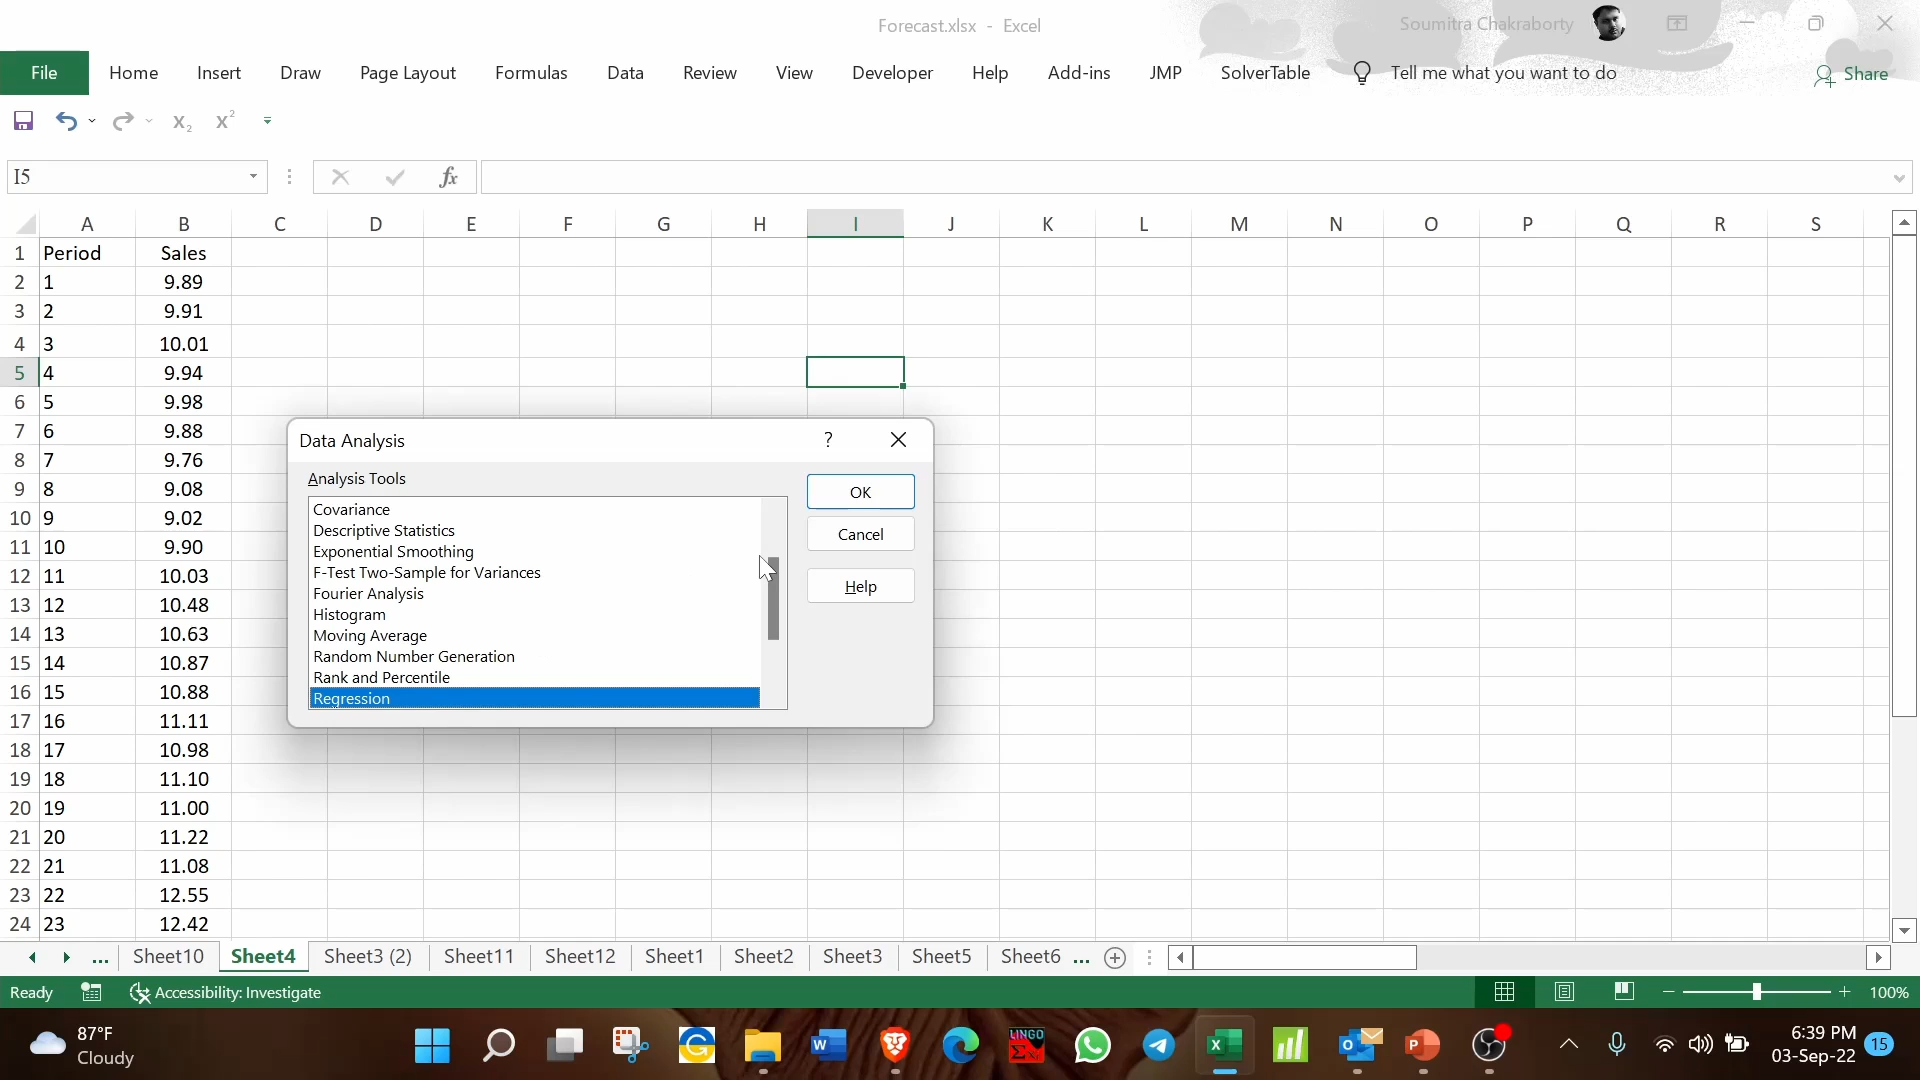 Forecast.xlsx - Excel
Soumitra Chakraborty
File Home Insert Draw Page Layout Formulas Data Review View Developer Help Add-ins JMP SolverTable Tell me what you want to do Share
X₂ X²
I5 fx
A B C D E F G H I J K L M N O P Q R S
1 Period Sales
2 1 9.89
3 2 9.91
4 3 10.01
5 4 9.94
6 5 9.98
7 6 9.88
8 7 9.76
9 8 9.08
10 9 9.02
11 10 9.90
12 11 10.03
13 12 10.48
14 13 10.63
15 14 10.87
16 15 10.88
17 16 11.11
18 17 10.98
19 18 11.10
20 19 11.00
21 20 11.22
22 21 11.08
23 22 12.55
24 23 12.42
Data Analysis ?
Analysis Tools
Covariance
Descriptive Statistics
Exponential Smoothing
F-Test Two-Sample for Variances
Fourier Analysis
Histogram
Moving Average
Random Number Generation
Rank and Percentile
Regression
OK
Cancel
Help
... Sheet10 Sheet4 Sheet3 (2) Sheet11 Sheet12 Sheet1 Sheet2 Sheet3 Sheet5 Sheet6 ...
Ready Accessibility: Investigate 100%
87°F
Cloudy
LINGO
6:39 PM
03-Sep-22
15